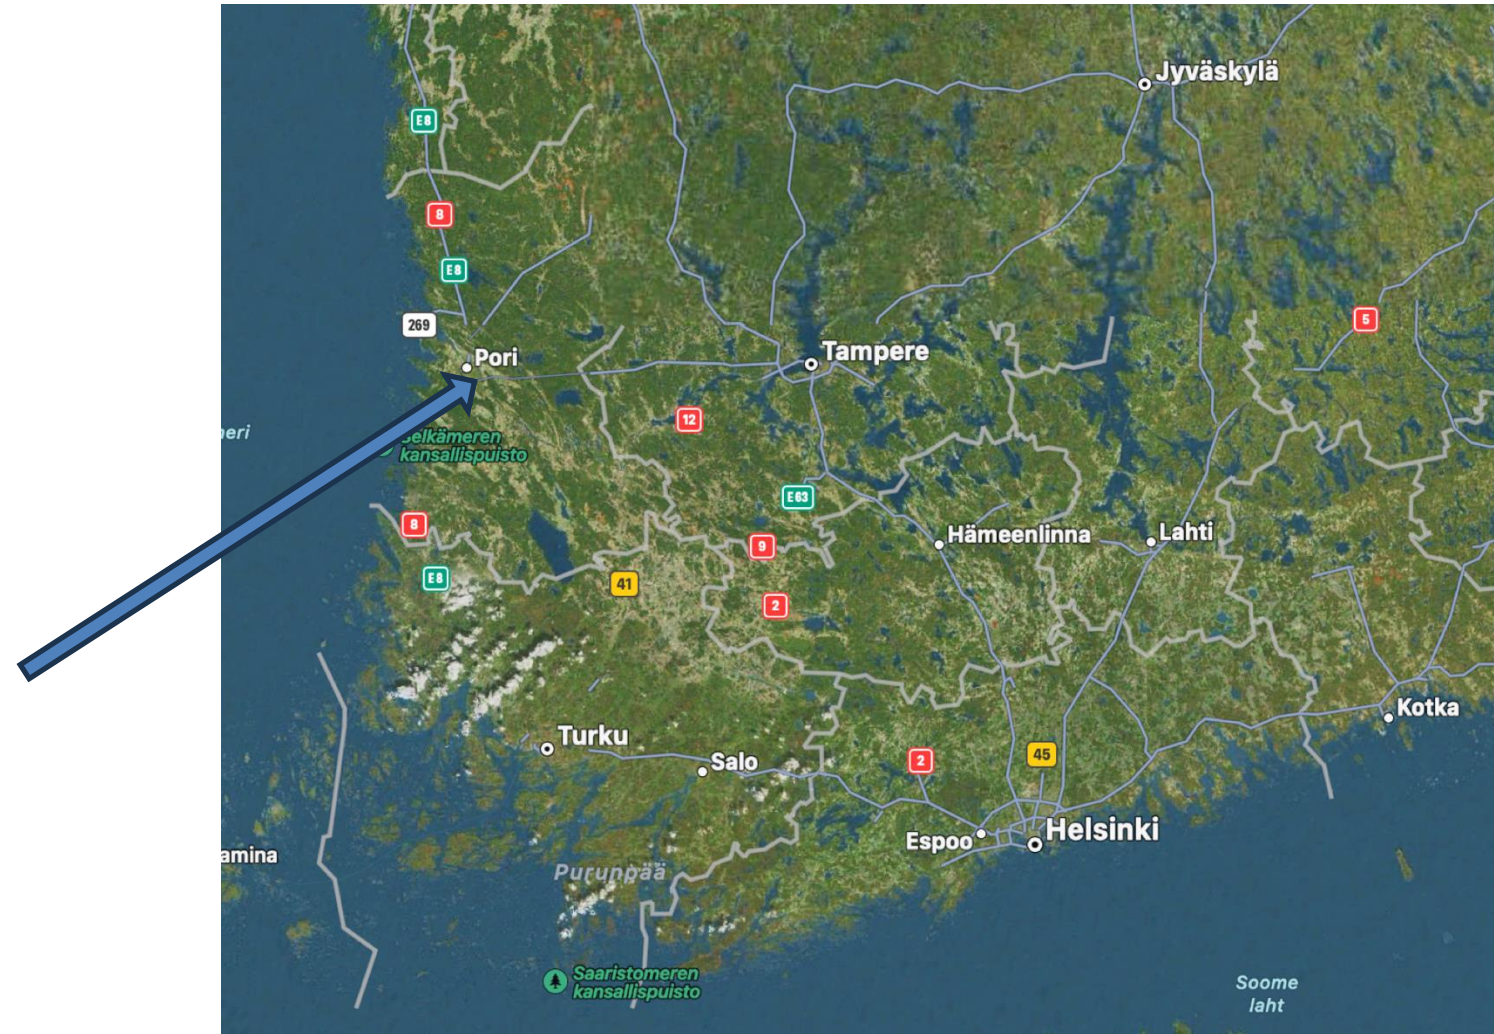 Jyväskylä
E8
8
E8
5
269
Pori
Tampere
12
kansallispuisto
E63
8
9
Hämeenlinna
Lahti
E8
41
2
Kotka
Turku
Salo
2
45
Espoo
Helsinki
Purunpää
Saaristomeren
kansallispuisto
Soome
laht